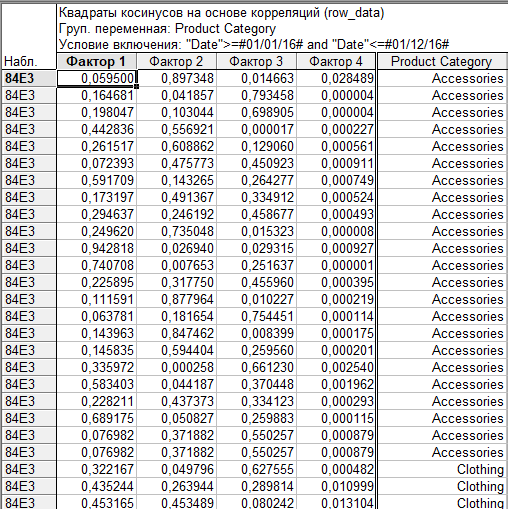 Квадраты косинусов на основе корреляций (row_data)
Груп. переменная: Product Category
Условие включения: "Date">=#01/01/16# and "Date"<=#01/12/16#
Набл. Фактор 1 Фактор 2 Фактор 3 Фактор 4 Product Category
84E3 0,059500 0,897348 0,014663 0,028489 Accessories
84E3 0,164681 0,041857 0,793458 0,000004 Accessories
84E3 0,198047 0,103044 0,698905 0,000004 Accessories
84E3 0,442836 0,556921 0,000017 0,000227 Accessories
84E3 0,261517 0,608862 0,129060 0,000561 Accessories
84E3 0,072393 0,475773 0,450923 0,000911 Accessories
84E3 0,591709 0,143265 0,264277 0,000749 Accessories
84E3 0,173197 0,491367 0,334912 0,000524 Accessories
84E3 0,294637 0,246192 0,458677 0,000493 Accessories
84E3 0,249620 0,735048 0,015323 0,000008 Accessories
84E3 0,942818 0,026940 0,029315 0,000927 Accessories
84E3 0,740708 0,007653 0,251637 0,000001 Accessories
84E3 0,225895 0,317750 0,455960 0,000395 Accessories
84E3 0,111591 0,877964 0,010227 0,000219 Accessories
84E3 0,063781 0,181654 0,754451 0,000114 Accessories
84E3 0,143963 0,847462 0,008399 0,000175 Accessories
84E3 0,145835 0,594404 0,259560 0,000201 Accessories
84E3 0,335972 0,000258 0,661230 0,002540 Accessories
84E3 0,583403 0,044187 0,370448 0,001962 Accessories
84E3 0,228211 0,437373 0,334123 0,000293 Accessories
84E3 0,689175 0,050827 0,259883 0,000115 Accessories
84E3 0,076982 0,371882 0,550257 0,000879 Accessories
84E3 0,076982 0,371882 0,550257 0,000879 Accessories
84E3 0,322167 0,049796 0,627555 0,000482 Clothing
84E3 0,435244 0,263944 0,289814 0,010999 Clothing
84E3 0,453165 0,453489 0,080242 0,013104 Clothing